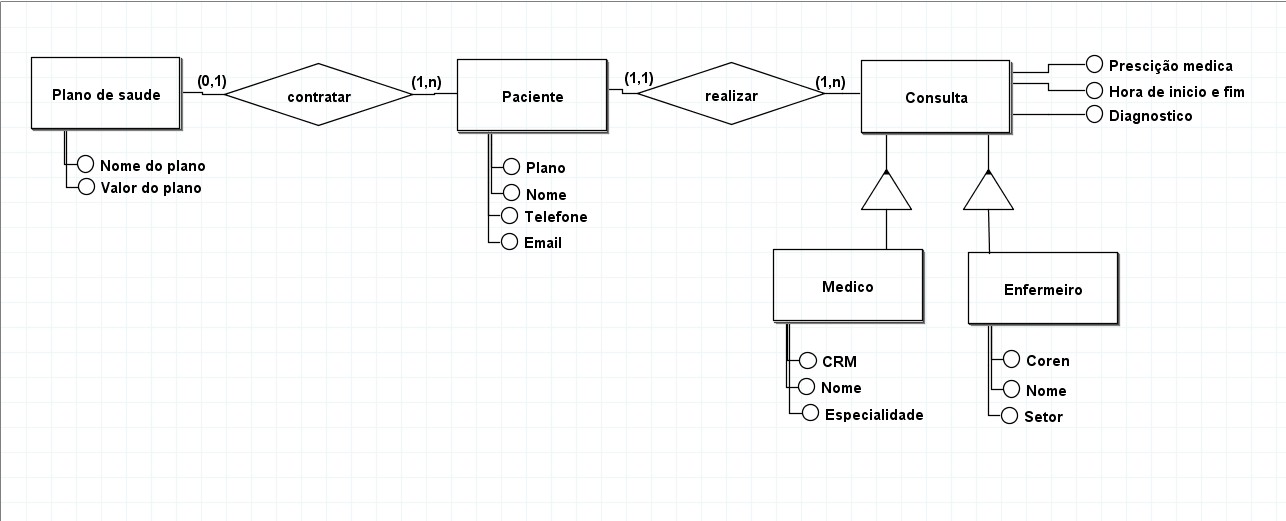 Plano de saude
(0,1)
contratar
(1,n)
Paciente
(1,1)
realizar
(1,n)
Consulta
Presciçâo medica
Hora de inicio e fim
Diagnostico
Nome do plano
Valor do plano
Plano
Nome
Telefone
Email
Medico
Enfermeiro
CRM
Nome
Especialidade
Coren
Nome
Setor